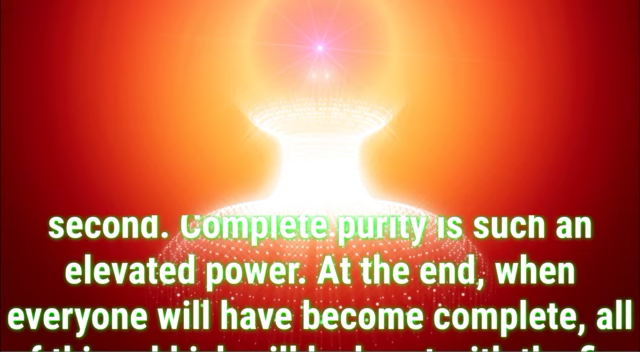 second. Complete purity is such an
elevated power. At the end, when
everyone will have become complete, all